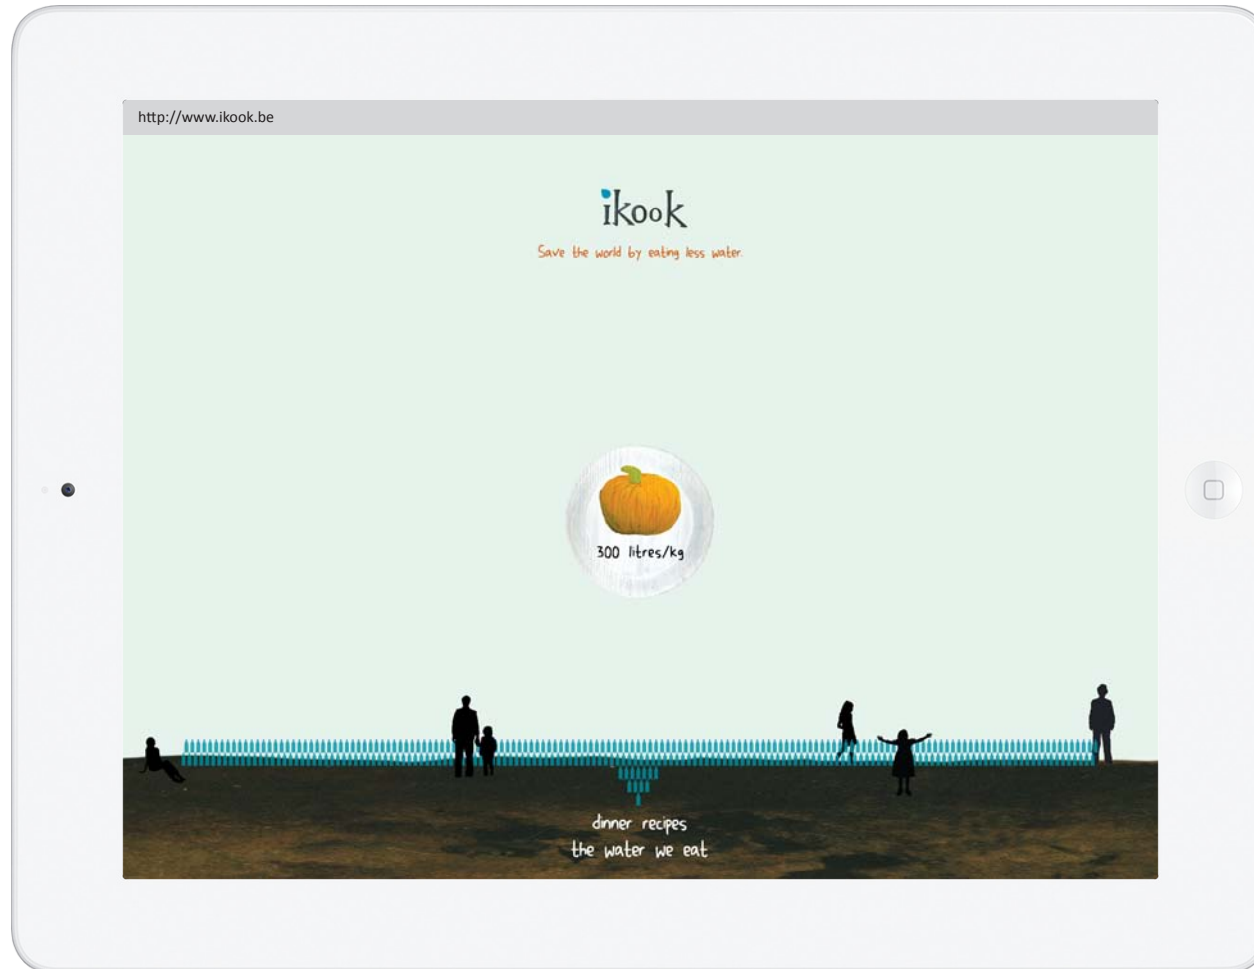 http://www.ikook.be
ikook
Save the world by eating less water.
300 litres/kg
dinner recipes
the water we eat